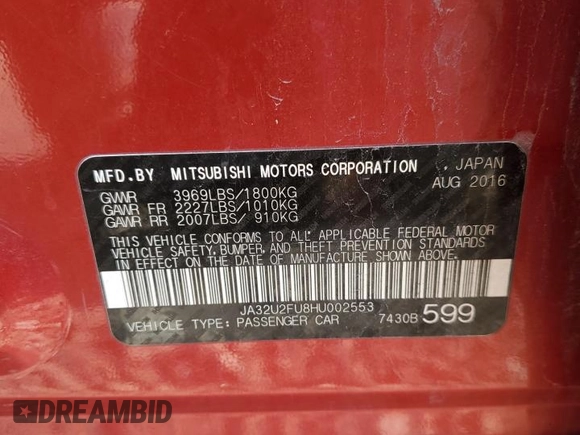 MFD.BY MITSUBISHI MOTORS CORPORATION , JAPAN
GVWR 3969LBS/1800KG AUG 2016
GAWR FR 2227LBS/1010KG
GAWR RR 2007LBS/ 910KG
THIS VEHICLE CONFORMS TO ALL APPLICABLE FEDERAL MOTOR
VEHICLE SAFETY, BUMPER, AND THEFT PREVENTION STANDARDS
IN EFFECT ON THE DATE OF MANUFACTURE SHOWN ABOVE.
JA32U2FU8HU002553
VEHICLE TYPE: PASSENGER CAR 7430B 599
DREAMBID